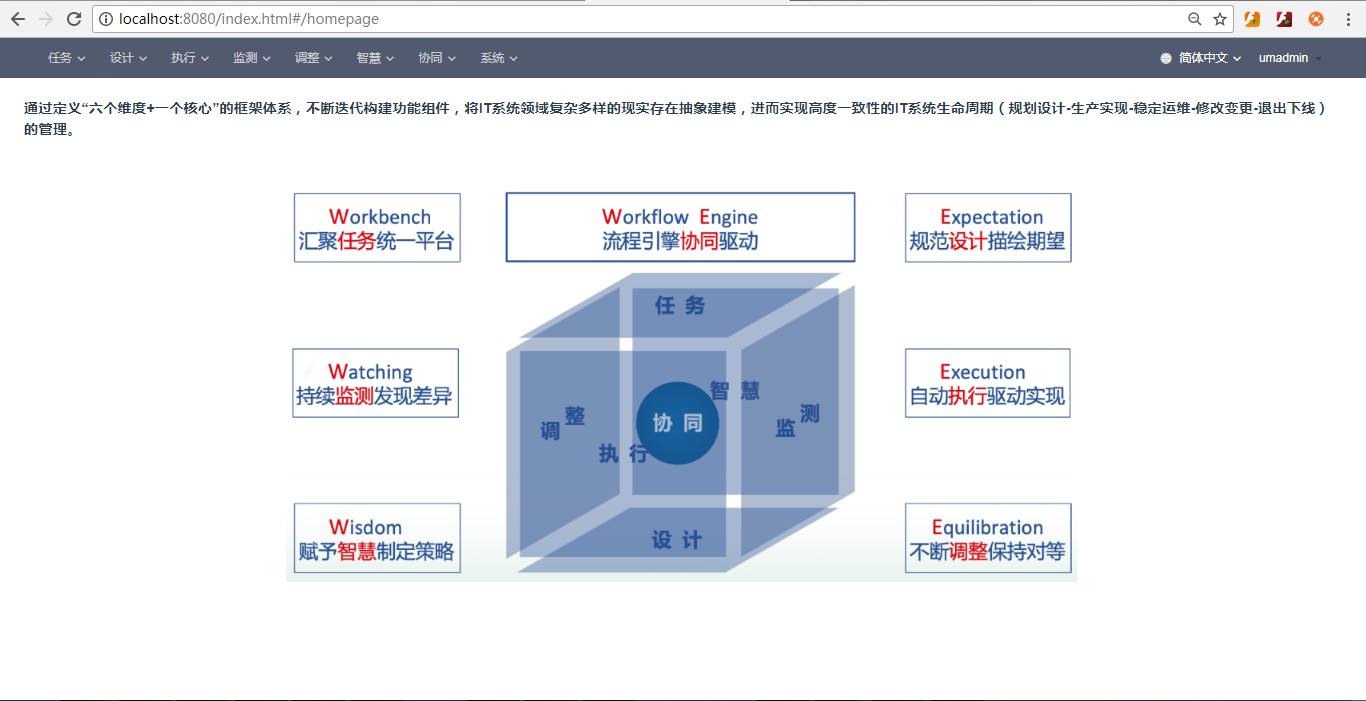 localhost:8080/index.html#/homepage
任务 设计 执行 监测 调整 智慧 协同 系统 简体中文 umadmin
通过定义“六个维度+一个核心”的框架体系，不断迭代构建功能组件，将IT系统领域复杂多样的现实存在抽象建模，进而实现高度一致性的IT系统生命周期（规划设计-生产实现-稳定运维-修改变更-退出下线）
的管理。
Workbench
汇聚任务统一平台
Workflow Engine
流程引擎协同驱动
Expectation
规范设计描绘期望
任 务
Watching
持续监测发现差异
智 慧
调 整
协 同
监 测
执 行
Execution
自动执行驱动实现
Wisdom
赋予智慧制定策略
设 计
Equilibration
不断调整保持对等